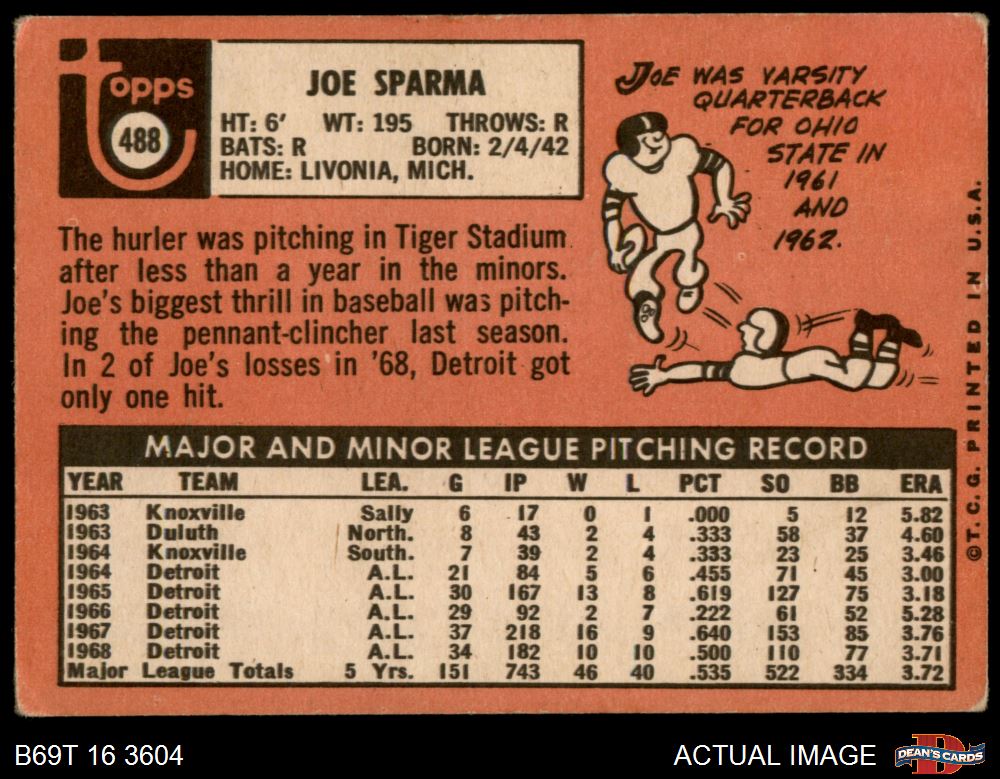 Topps
488
JOE SPARMA
HT: 6' WT: 195 THROWS: R
BATS: R BORN: 2/4/42
HOME: LIVONIA, MICH.
The hurler was pitching in Tiger Stadium
after less than a year in the minors.
Joe's biggest thrill in baseball was pitch-
ing the pennant-clincher last season.
In 2 of Joe's losses in '68, Detroit got
only one hit.
JOE WAS VARSITY
QUARTERBACK
FOR OHIO
STATE IN
1961
AND
1962.
MAJOR AND MINOR LEAGUE PITCHING RECORD
YEAR TEAM LEA. G IP W L PCT SO BB ERA
1963 Knoxville Sally 6 17 0 1 .000 5 12 5.82
1963 Duluth North. 8 43 2 4 .333 58 37 4.60
1964 Knoxville South. 7 39 2 4 .333 23 25 3.46
1964 Detroit A.L. 21 84 5 6 .455 71 45 3.00
1965 Detroit A.L. 30 167 13 8 .619 127 75 3.18
1966 Detroit A.L. 29 92 2 7 .222 61 52 5.28
1967 Detroit A.L. 37 218 16 9 .640 153 85 3.76
1968 Detroit A.L. 34 182 10 10 .500 110 77 3.71
Major League Totals 5 Yrs. 151 743 46 40 .535 522 334 3.72
©T.C.G. PRINTED IN U.S.A.
B69T 16 3604
ACTUAL IMAGE
DEAN'S CARDS